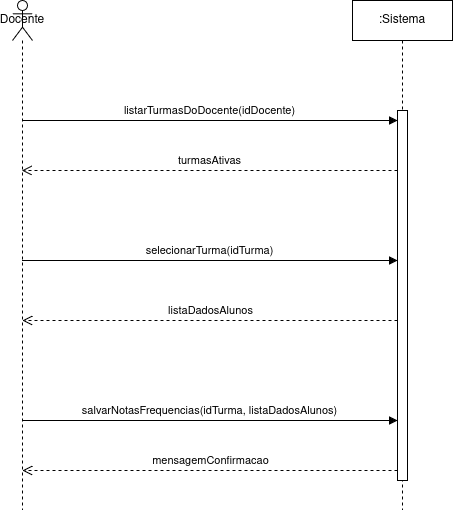 Docente
:Sistema
listarTurmasDoDocente(idDocente)
turmasAtivas
selecionarTurma(idTurma)
listaDadosAlunos
salvarNotasFrequencias(idTurma, listaDadosAlunos)
mensagemConfirmacao